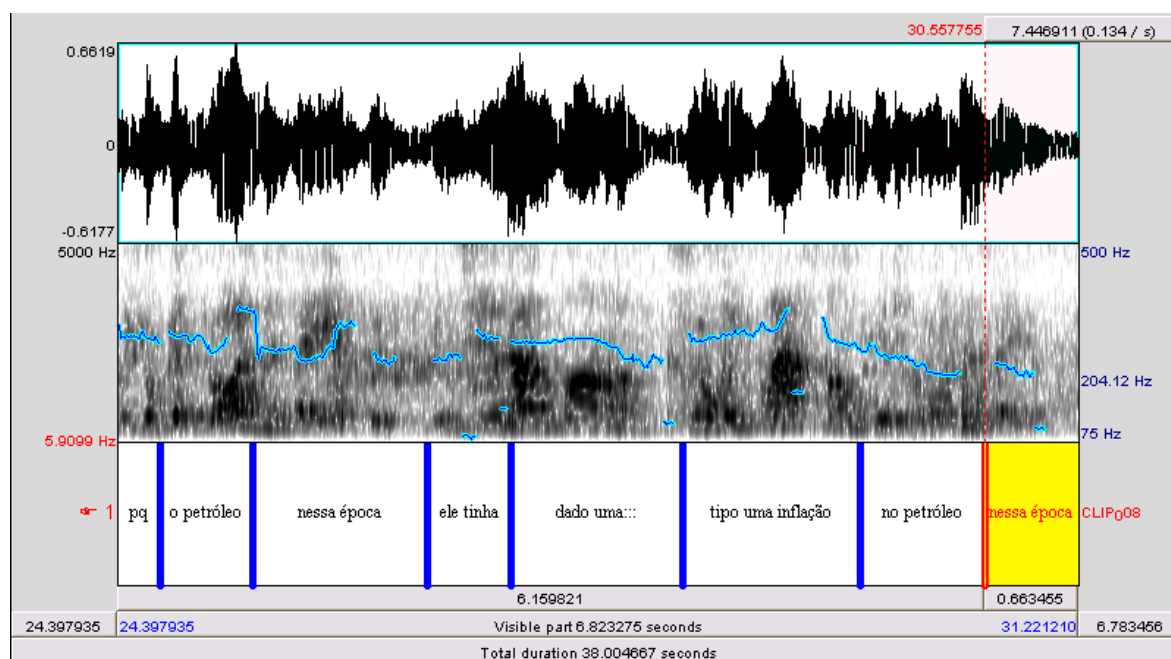 30.557755 7.446911 (0.134 / s)
0.6619
0
-0.6177
5000 Hz 500 Hz
204.12 Hz
5.9099 Hz 75 Hz
1 pq o petróleo nessa época ele tinha dado uma::: tipo uma inflação no petróleo nessa época CLIP008
6.159821 0.663455
24.397935 24.397935 Visible part 6.823275 seconds 31.221210 6.783456
Total duration 38.004667 seconds